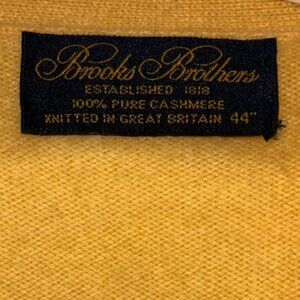 Brooks Brothers
ESTABLISHED 1818
100% PURE CASHMERE
KNITTED IN GREAT BRITAIN 44"